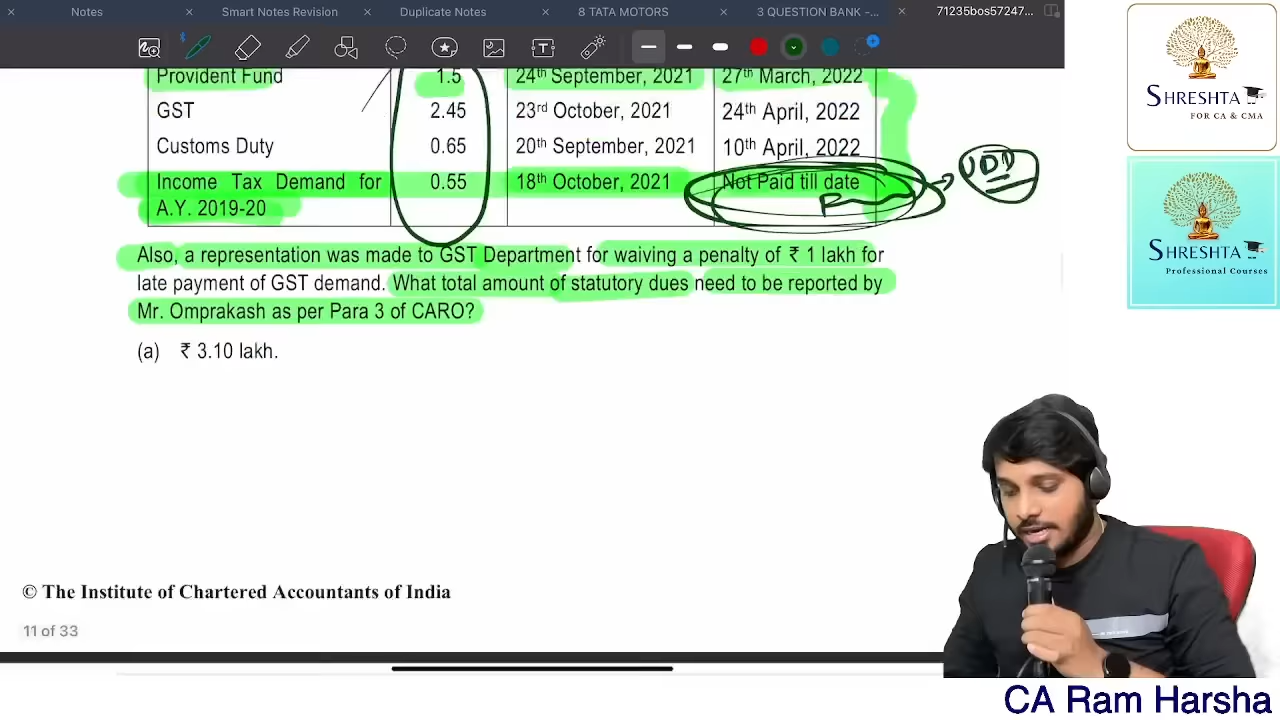 Notes
Smart Notes Revision
Duplicate Notes
8 TATA MOTORS
3 QUESTION BANK -...
71235bos57247...
Provident Fund 1.5 24th September, 2021 27th March, 2022
GST 2.45 23rd October, 2021 24th April, 2022
Customs Duty 0.65 20th September, 2021 10th April, 2022
Income Tax Demand for 0.55 18th October, 2021 Not Paid till date
A.Y. 2019-20
Also, a representation was made to GST Department for waiving a penalty of ₹ 1 lakh for
late payment of GST demand. What total amount of statutory dues need to be reported by
Mr. Omprakash as per Para 3 of CARO?
(a) ₹ 3.10 lakh.
© The Institute of Chartered Accountants of India
11 of 33
SHRESHTA
FOR CA & CMA
SHRESHTA
Professional Courses
CA Ram Harsha